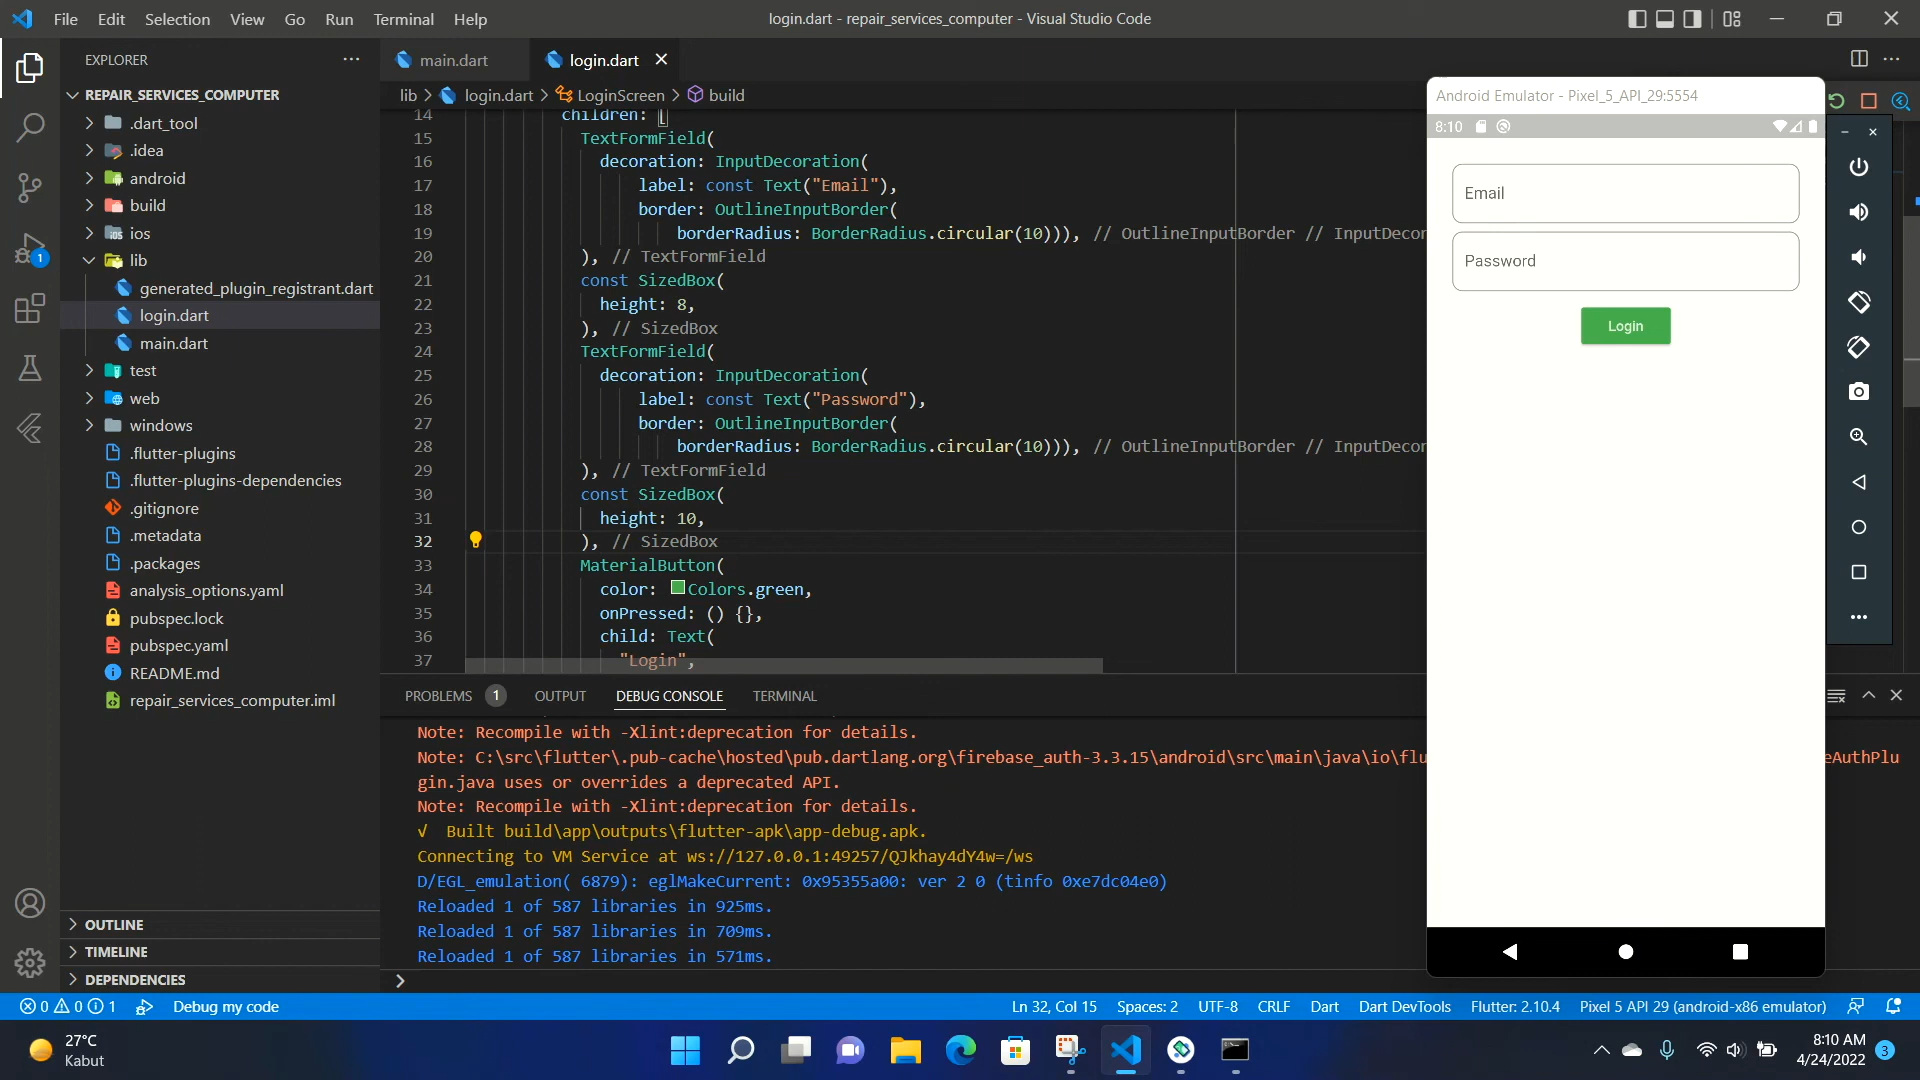 File Edit Selection View Go Run Terminal Help
login.dart - repair_services_computer - Visual Studio Code
EXPLORER
REPAIR_SERVICES_COMPUTER
.dart_tool
.idea
android
build
ios
lib
generated_plugin_registrant.dart
login.dart
main.dart
test
web
windows
.flutter-plugins
.flutter-plugins-dependencies
.gitignore
.metadata
.packages
analysis_options.yaml
pubspec.lock
pubspec.yaml
README.md
repair_services_computer.iml
OUTLINE
TIMELINE
DEPENDENCIES
1
main.dart login.dart
lib > login.dart > LoginScreen > build
14 children: [
15 TextFormField(
16 decoration: InputDecoration(
17 label: const Text("Email"),
18 border: OutlineInputBorder(
19 borderRadius: BorderRadius.circular(10))), // OutlineInputBorder // InputDecor
20 ), // TextFormField
21 const SizedBox(
22 height: 8,
23 ), // SizedBox
24 TextFormField(
25 decoration: InputDecoration(
26 label: const Text("Password"),
27 border: OutlineInputBorder(
28 borderRadius: BorderRadius.circular(10))), // OutlineInputBorder // InputDecor
29 ), // TextFormField
30 const SizedBox(
31 height: 10,
32 ), // SizedBox
33 MaterialButton(
34 color: Colors.green,
35 onPressed: () {},
36 child: Text(
37 "Login",
PROBLEMS 1 OUTPUT DEBUG CONSOLE TERMINAL
Note: Recompile with -Xlint:deprecation for details.
Note: C:\src\flutter\.pub-cache\hosted\pub.dartlang.org\firebase_auth-3.3.15\android\src\main\java\io\flu eAuthPlu
gin.java uses or overrides a deprecated API.
Note: Recompile with -Xlint:deprecation for details.
√ Built build\app\outputs\flutter-apk\app-debug.apk.
Connecting to VM Service at ws://127.0.0.1:49257/QJkhay4dY4w=/ws
D/EGL_emulation( 6879): eglMakeCurrent: 0x95355a00: ver 2 0 (tinfo 0xe7dc04e0)
Reloaded 1 of 587 libraries in 925ms.
Reloaded 1 of 587 libraries in 709ms.
Reloaded 1 of 587 libraries in 571ms.
Android Emulator - Pixel_5_API_29:5554
8:10
Email
Password
Login
0 0 1 Debug my code
Ln 32, Col 15 Spaces: 2 UTF-8 CRLF Dart Dart DevTools Flutter: 2.10.4 Pixel 5 API 29 (android-x86 emulator)
27°C
Kabut
8:10 AM
4/24/2022
3